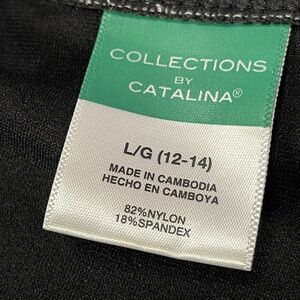 COLLECTIONS
BY
CATALINA®
L/G (12-14)
MADE IN CAMBODIA
HECHO EN CAMBOYA
82%NYLON
18%SPANDEX